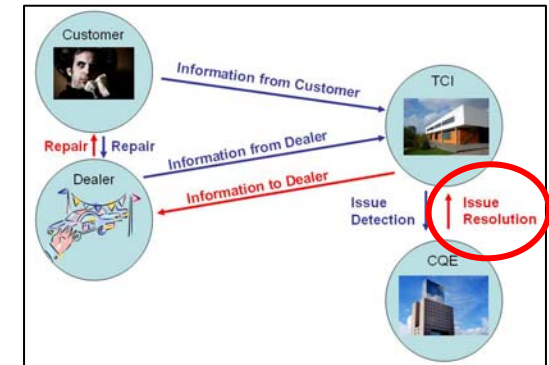 Customer
Information from Customer
TCI
Repair
Repair
Information from Dealer
Dealer
Information to Dealer
Issue
Detection
Issue
Resolution
CQE